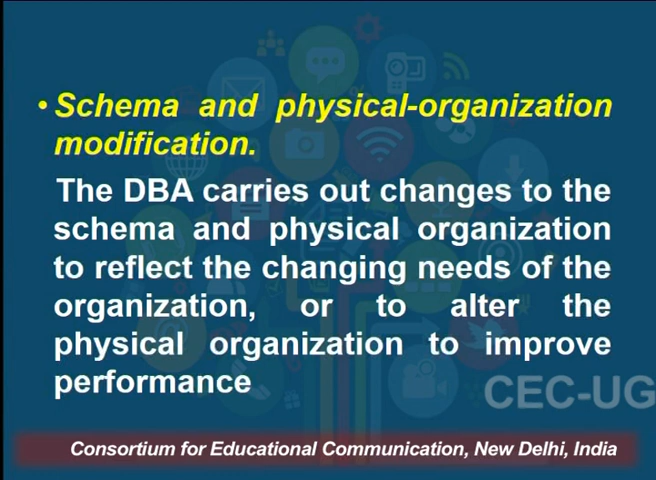 • Schema and physical-organization
modification.
The DBA carries out changes to the
schema and physical organization
to reflect the changing needs of the
organization, or to alter the
physical organization to improve
performance
CEC-UG
Consortium for Educational Communication, New Delhi, India